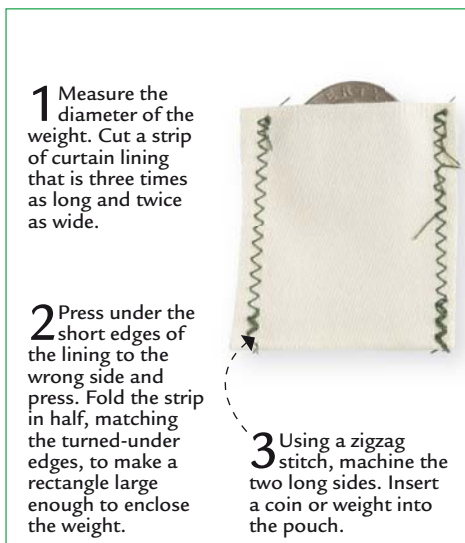 1 Measure the
diameter of the
weight. Cut a strip
of curtain lining
that is three times
as long and twice
as wide.
2 Press under the
short edges of
the lining to the
wrong side and
press. Fold the strip
in half, matching
the turned-under
edges, to make a
rectangle large
enough to enclose
the weight.
3 Using a zigzag
stitch, machine the
two long sides. Insert
a coin or weight into
the pouch.